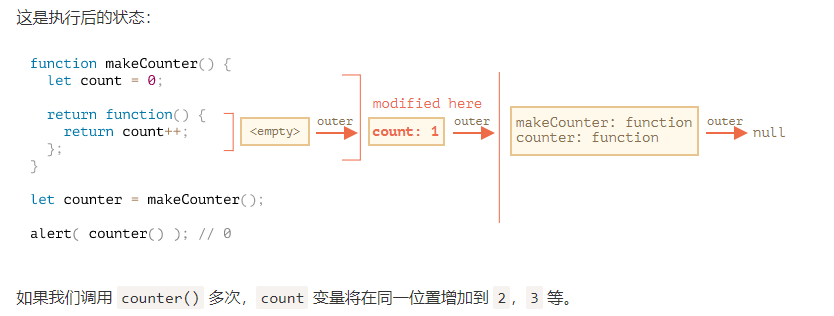 这是执行后的状态：
function makeCounter() {
let count = 0;
modified here
return function() {
return count++;
};
}
<empty>
outer
count: 1
outer
makeCounter: function
counter: function
outer
null
let counter = makeCounter();
alert( counter() ); // 0
如果我们调用 counter() 多次，count 变量将在同一位置增加到 2，3 等。